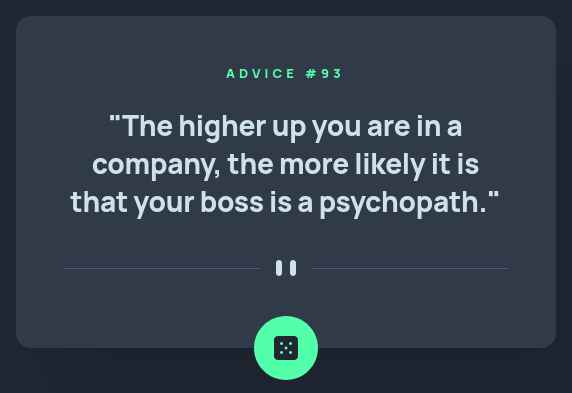 ADVICE #93
"The higher up you are in a
company, the more likely it is
that your boss is a psychopath."